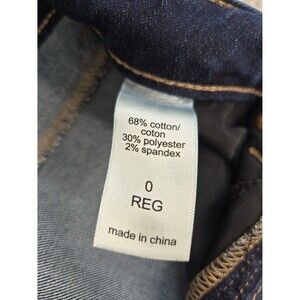 68% cotton/
coton
30% polyester
2% spandex
0
REG
made in china